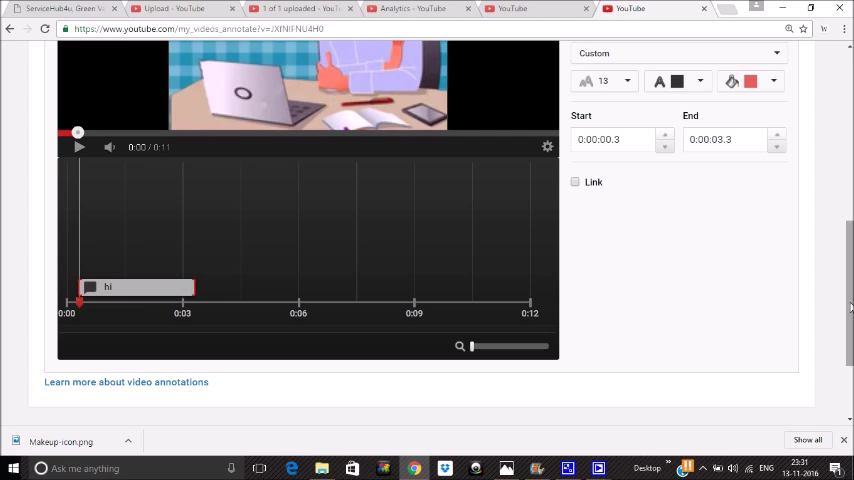 ServiceHub4u, Green Ve
Upload - YouTube
1 of 1 uploaded - YouTu
Analytics - YouTube
YouTube
YouTube
https://www.youtube.com/my_videos_annotate?v=JXfNIFNU4H0
Custom
13
A
Start
End
0:00:00.3
0:00:03.3
0:00 / 0:11
Link
hi
0:00
0:03
0:06
0:09
0:12
Learn more about video annotations
Makeup-icon.png
Show all
Ask me anything
Desktop
ENG
23:31
13-11-2016